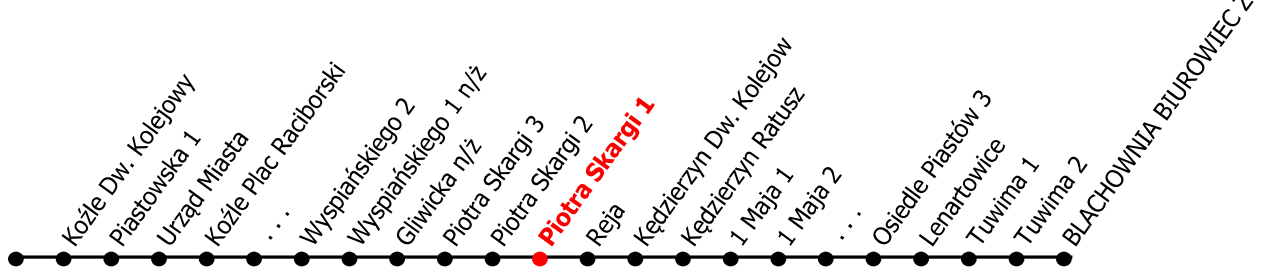 Koźle Dw. Kolejowy
Piastowska 1
Urząd Miasta
Koźle Plac Raciborski
. . .
Wyspiańskiego 2
Wyspiańskiego 1 n/ż
Gliwicka n/ż
Piotra Skargi 3
Piotra Skargi 2
Piotra Skargi 1
Reja
Kędzierzyn Dw. Kolejow
Kędzierzyn Ratusz
1 Maja 1
1 Maja 2
. . .
Osiedle Piastów 3
Lenartowice
Tuwima 1
Tuwima 2
BLACHOWNIA BIUROWIEC 2